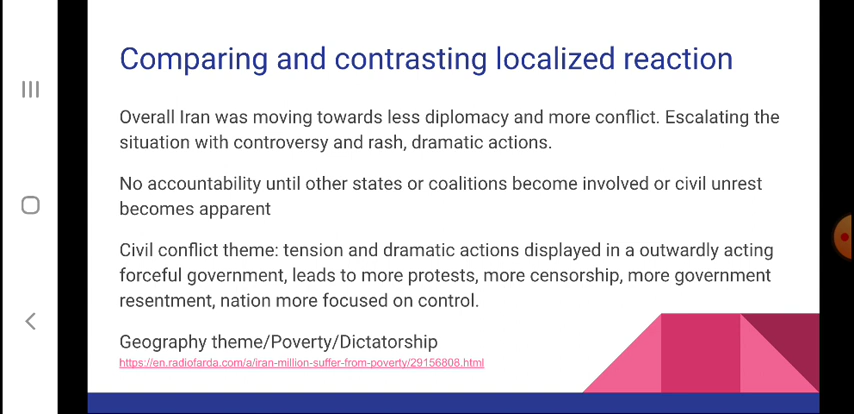 Comparing and contrasting localized reaction
Overall Iran was moving towards less diplomacy and more conflict. Escalating the
situation with controversy and rash, dramatic actions.
No accountability until other states or coalitions become involved or civil unrest
becomes apparent
Civil conflict theme: tension and dramatic actions displayed in a outwardly acting
forceful government, leads to more protests, more censorship, more government
resentment, nation more focused on control.
Geography theme/Poverty/Dictatorship
https://en.radiofarda.com/a/iran-million-suffer-from-poverty/29156808.html